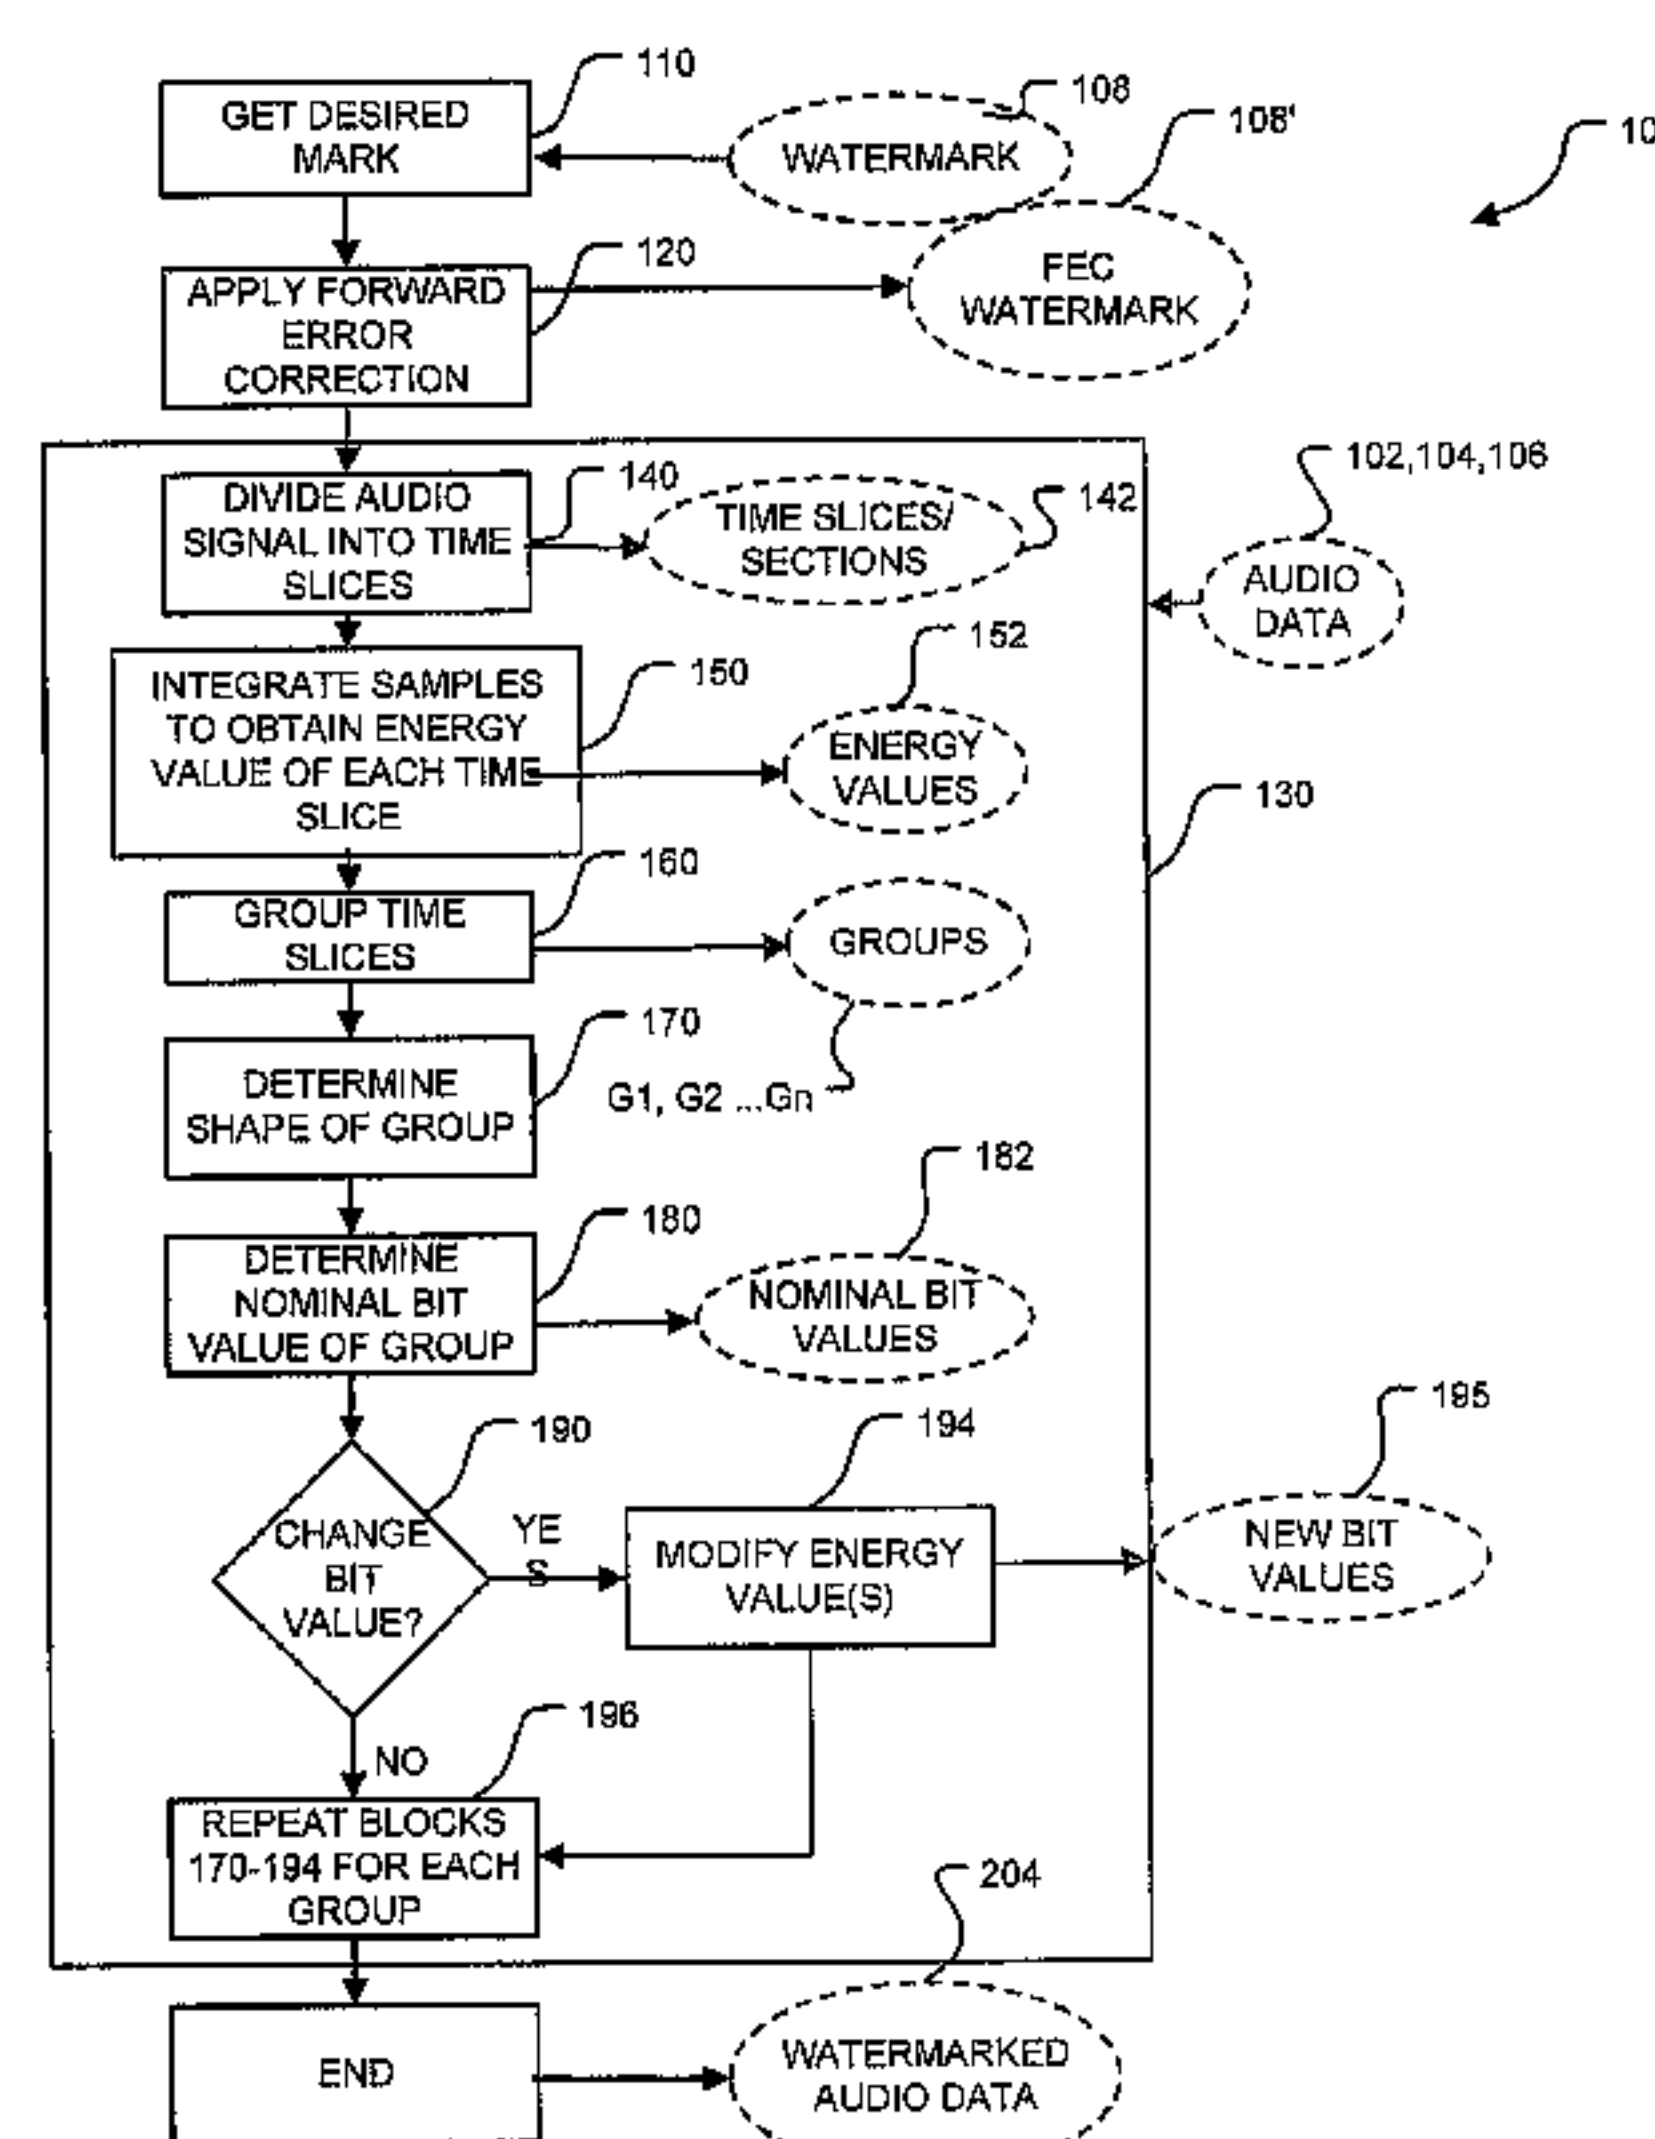 110
GET DESIRED
MARK
108
WATERMARK
108'
10
120
APPLY FORWARD
ERROR
CORRECTION
FEC
WATERMARK
102,104,106
AUDIO
DATA
140
DIVIDE AUDIO
SIGNAL INTO TIME
SLICES
TIME SLICES/
SECTIONS
142
150
INTEGRATE SAMPLES
TO OBTAIN ENERGY
VALUE OF EACH TIME
SLICE
152
ENERGY
VALUES
130
160
GROUP TIME
SLICES
GROUPS
G1, G2 ...Gn
170
DETERMINE
SHAPE OF GROUP
180
DETERMINE
NOMINAL BIT
VALUE OF GROUP
182
NOMINAL BIT
VALUES
190
CHANGE
BIT
VALUE?
YE
S
194
MODIFY ENERGY
VALUE(S)
195
NEW BIT
VALUES
NO
196
REPEAT BLOCKS
170-194 FOR EACH
GROUP
204
END
WATERMARKED
AUDIO DATA